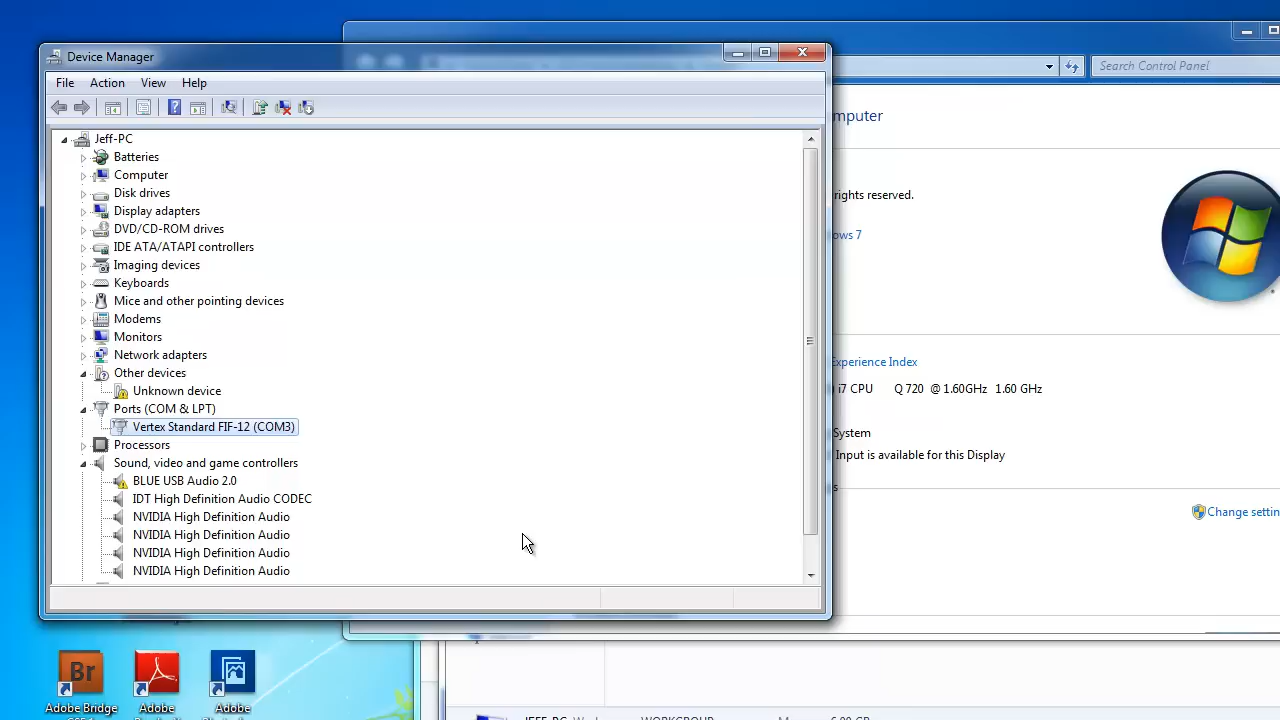 Device Manager
File Action View Help
Search Control Panel
Jeff-PC
Batteries
Computer
Disk drives
Display adapters
DVD/CD-ROM drives
IDE ATA/ATAPI controllers
Imaging devices
Keyboards
Mice and other pointing devices
Modems
Monitors
Network adapters
Other devices
Unknown device
Ports (COM & LPT)
Vertex Standard FIF-12 (COM3)
Processors
Sound, video and game controllers
BLUE USB Audio 2.0
IDT High Definition Audio CODEC
NVIDIA High Definition Audio
NVIDIA High Definition Audio
NVIDIA High Definition Audio
NVIDIA High Definition Audio
mputer
rights reserved.
ows 7
Experience Index
i7 CPU Q 720 @ 1.60GHz 1.60 GHz
System
Input is available for this Display
s
Change settin
Br
Adobe Bridge
Adobe
Adobe